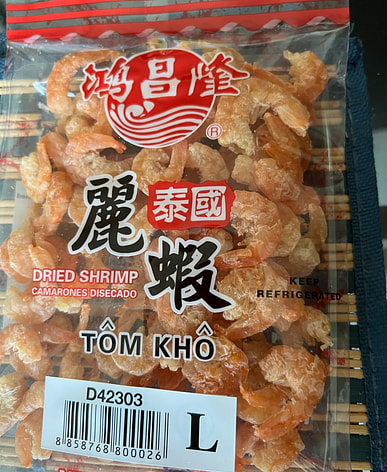 鴻昌隆
®
泰國
麗蝦
DRIED SHRIMP
CAMARONES DISECADO
KEEP
REFRIGERATED
TÔM KHÔ
D42303
8 858768 800026
L